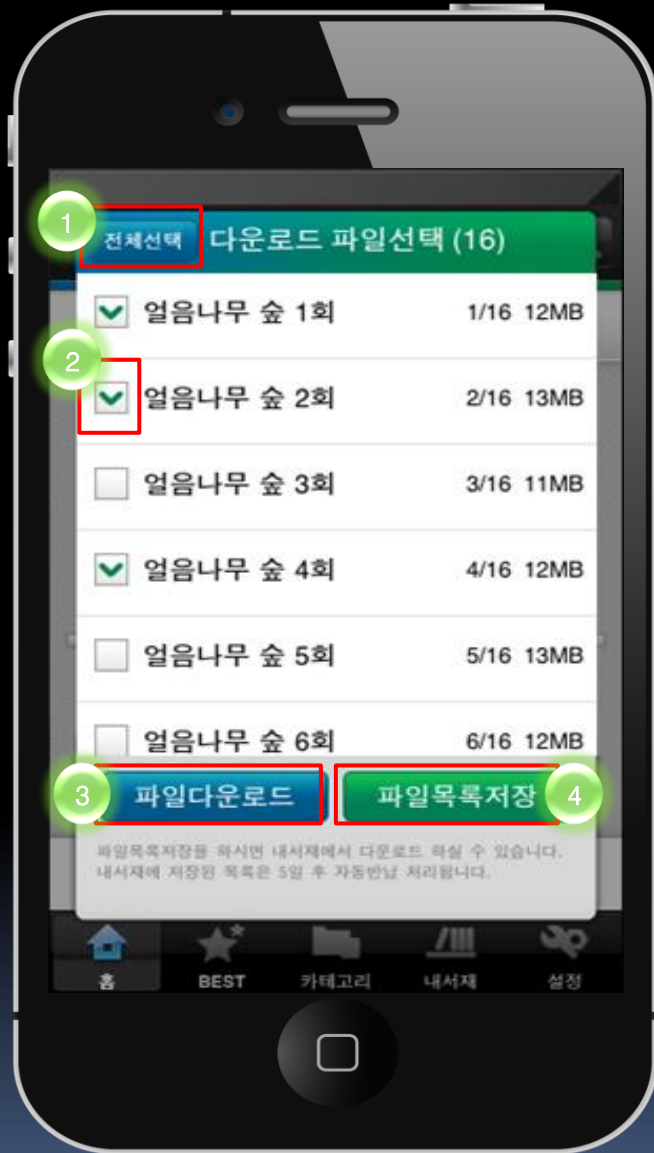 1
전체선택 다운로드 파일선택 (16)
얼음나무 숲 1회 1/16 12MB
2
얼음나무 숲 2회 2/16 13MB
얼음나무 숲 3회 3/16 11MB
얼음나무 숲 4회 4/16 12MB
얼음나무 숲 5회 5/16 13MB
얼음나무 숲 6회 6/16 12MB
3 파일다운로드 파일목록저장 4
파일목록저장을 하시면 내서재에서 다운로드 하실 수 있습니다.
내서재에 저장된 목록은 5일 후 자동반납 처리됩니다.
홈 BEST 카테고리 내서재 설정